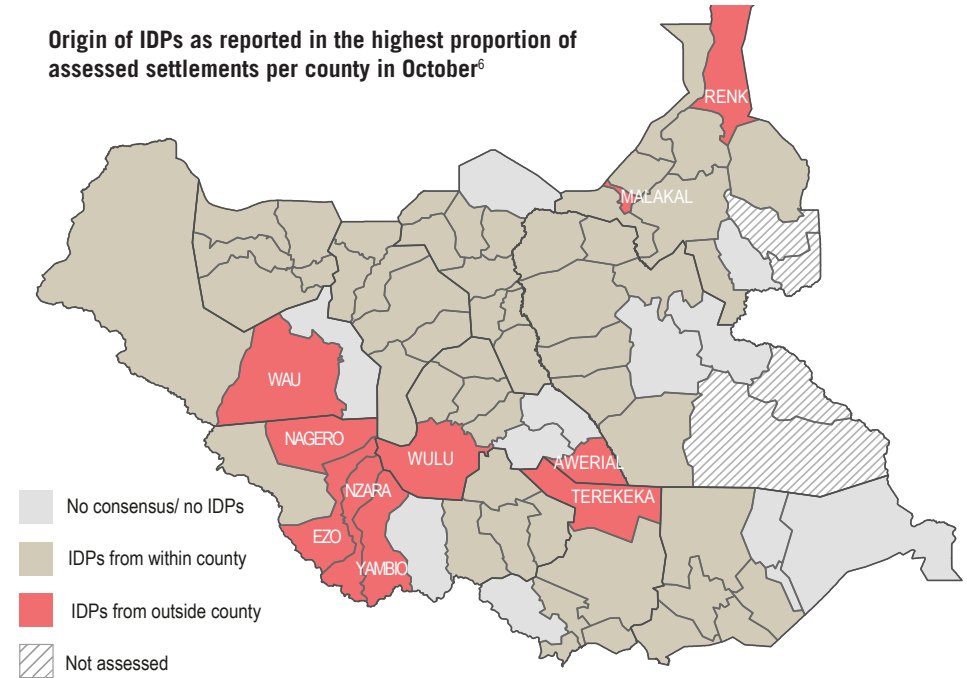 Origin of IDPs as reported in the highest proportion of
assessed settlements per county in October6
RENK
MALAKAL
WAU
NAGERO
WULU
AWERIAL
NZARA
TEREKEKA
EZO
YAMBIO
No consensus/ no IDPs
IDPs from within county
IDPs from outside county
Not assessed